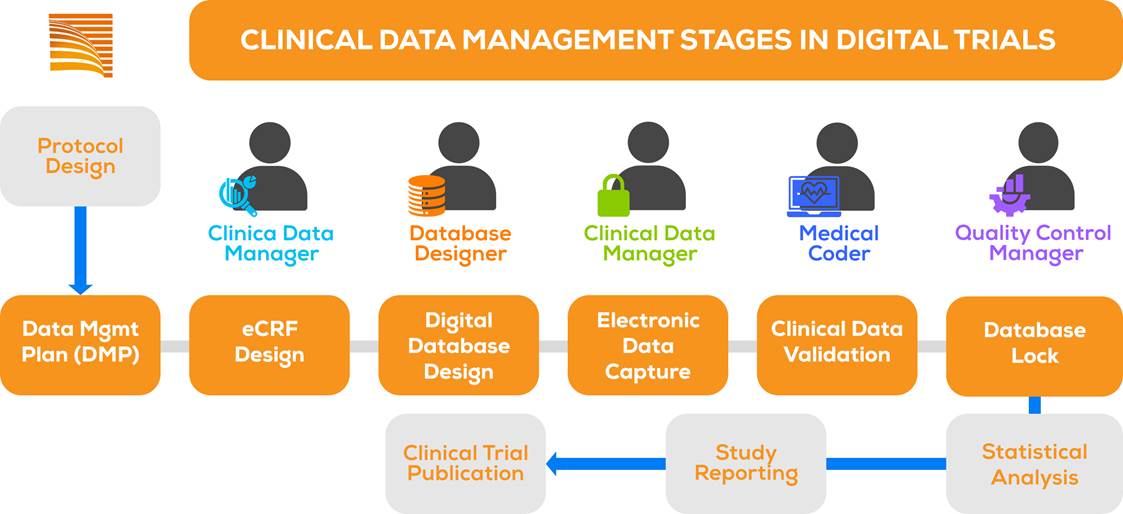 CLINICAL DATA MANAGEMENT STAGES IN DIGITAL TRIALS
Protocol
Design
Clinica Data
Manager
Database
Designer
Clinical Data
Manager
Medical
Coder
Quality Control
Manager
Data Mgmt
Plan (DMP)
eCRF
Design
Digital
Database
Design
Electronic
Data
Capture
Clinical Data
Validation
Database
Lock
Clinical Trial
Publication
Study
Reporting
Statistical
Analysis